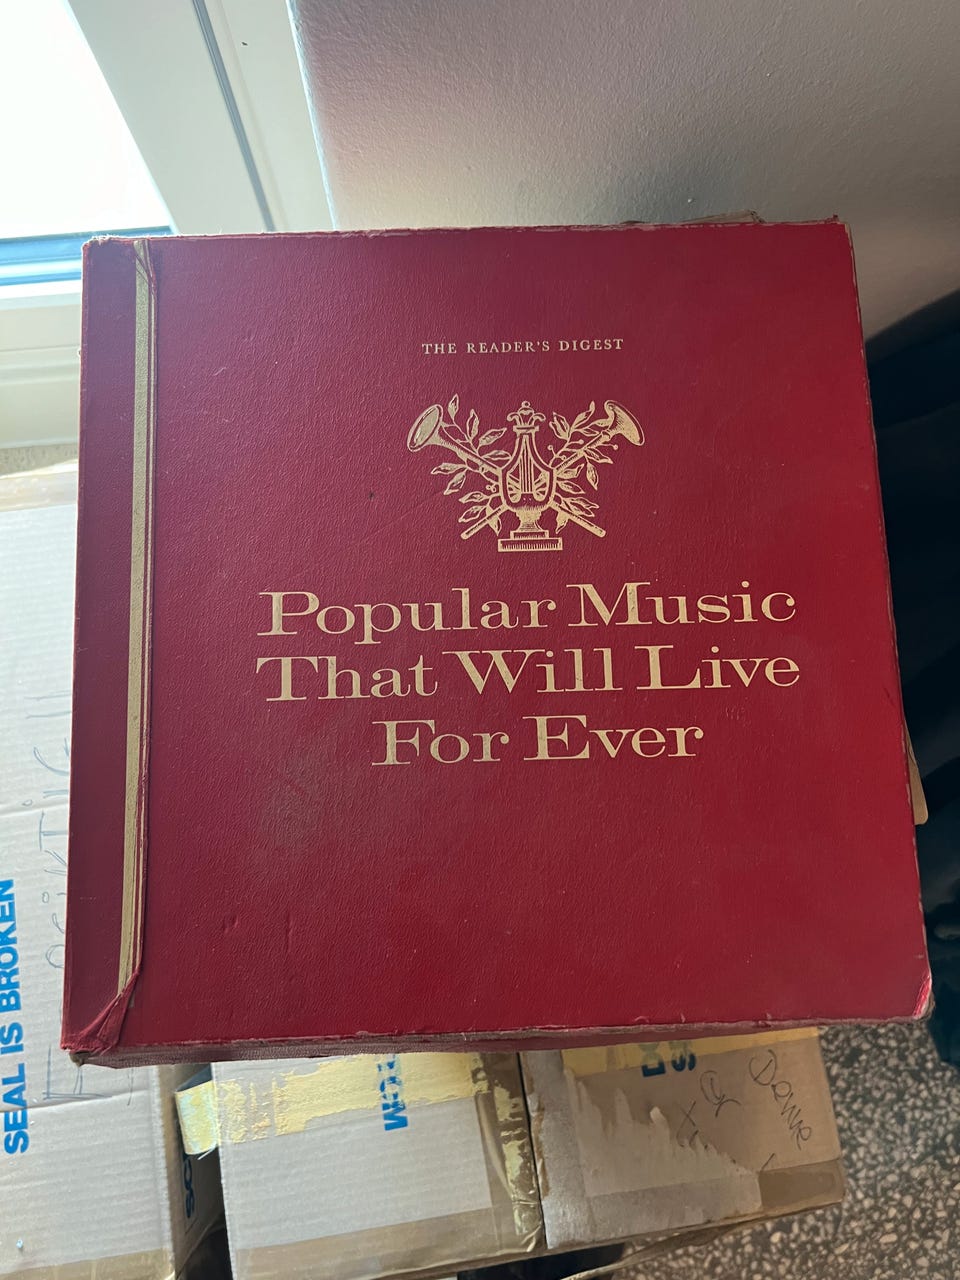 THE READER'S DIGEST
Popular Music
That Will Live
For Ever
SEAL IS BROKEN